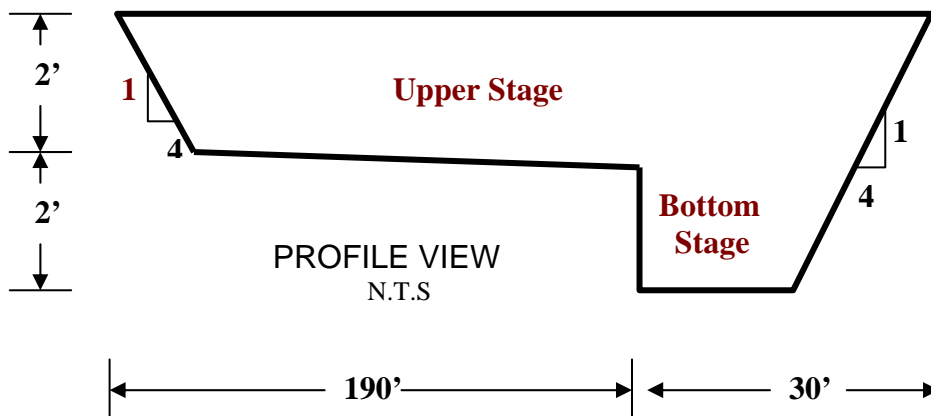 2’
1
Upper Stage
1
4
4
2’
Bottom
Stage
PROFILE VIEW
N.T.S
190’
30’